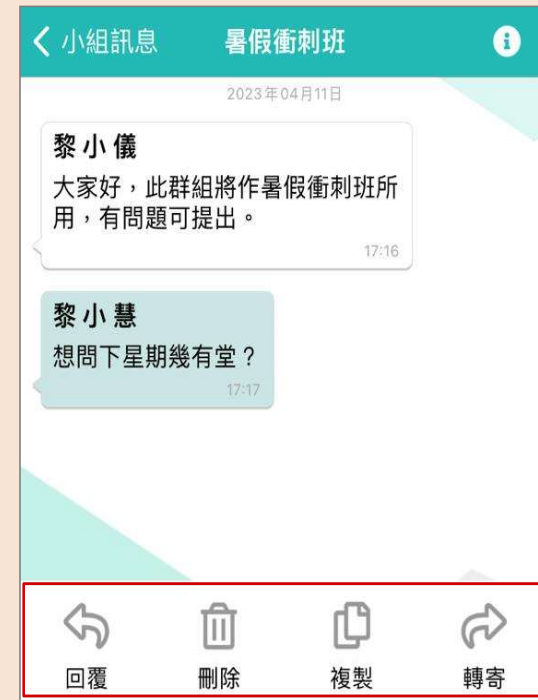 小組訊息 暑假衝刺班
2023年04月11日
黎小儀
大家好，此群組將作暑假衝刺班所
用，有問題可提出。
17:16
黎小慧
想問下星期幾有堂？
17:17
回覆 刪除 複製 轉寄